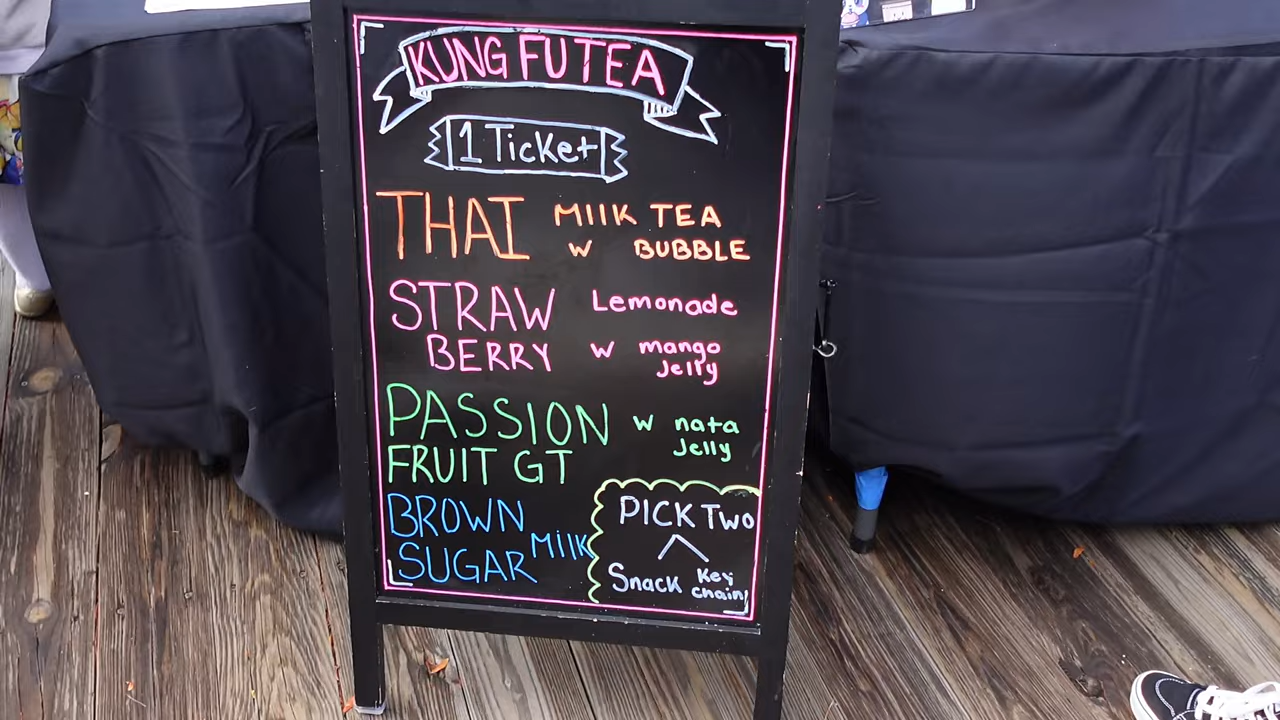 KUNG FU TEA
1 Ticket
THAI MIlK TEA
W BUBBLE
STRAW Lemonade
BERRY W mango
Jelly
PASSION W nata
FRUIT GT Jelly
BROWN
SUGAR MIlK
PICK Two
Snack Key
chain